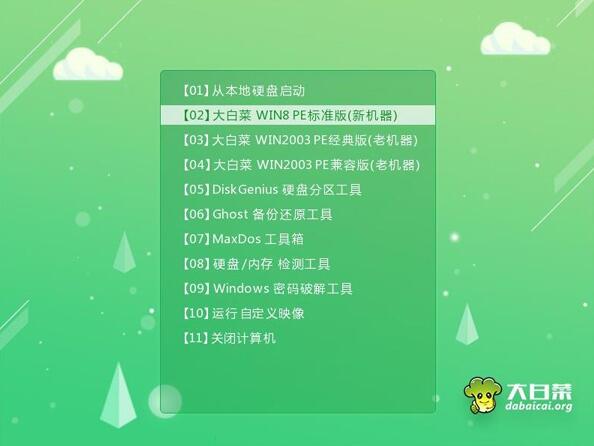 【01】从本地硬盘启动
【02】大白菜 WIN8 PE标准版(新机器)
【03】大白菜 WIN2003 PE经典版(老机器)
【04】大白菜 WIN2003 PE兼容版(老机器)
【05】DiskGenius 硬盘分区工具
【06】Ghost 备份还原工具
【07】MaxDos 工具箱
【08】硬盘/内存 检测工具
【09】Windows 密码破解工具
【10】运行自定义映像
【11】关闭计算机
大白菜
dabaicai.org